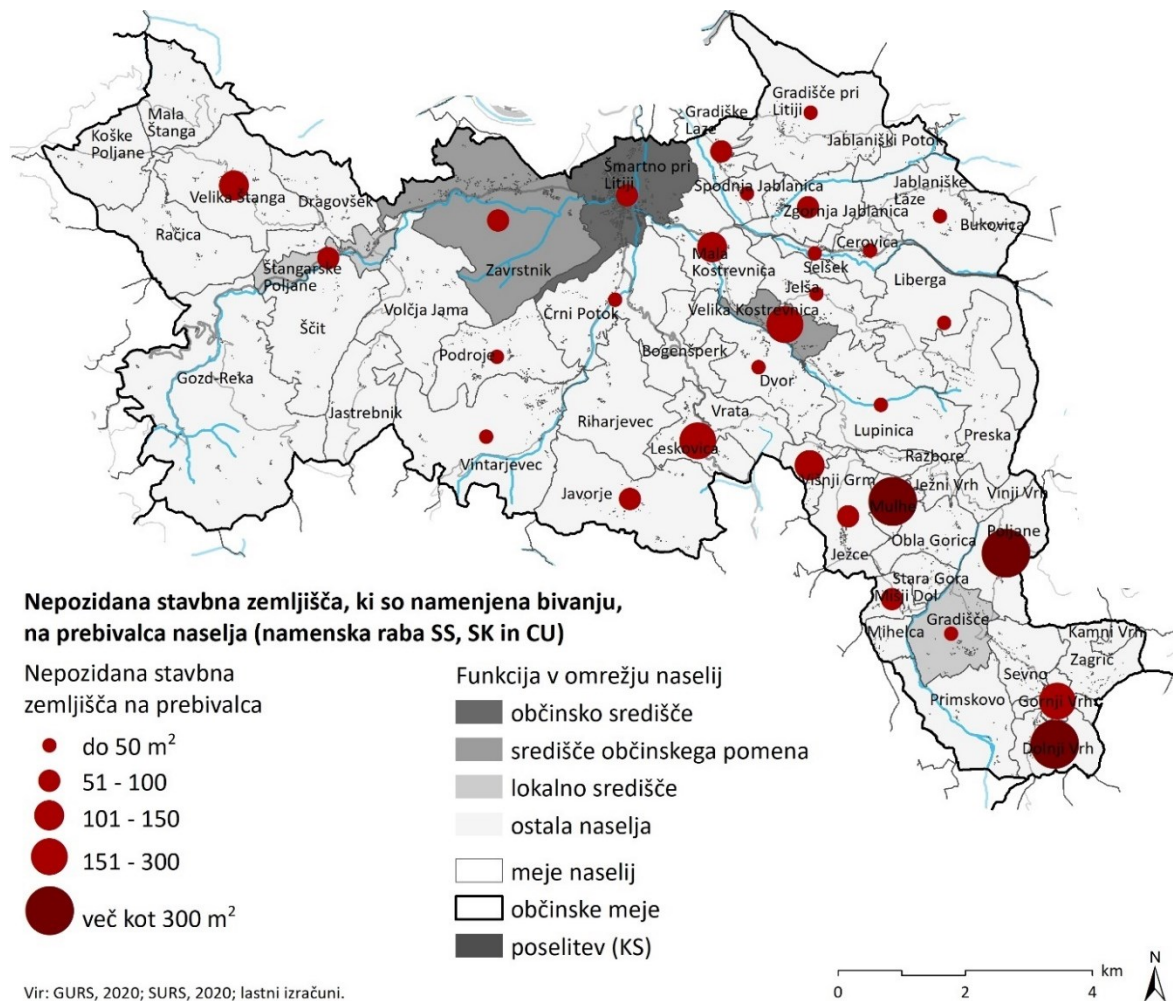 Gradišče pri
Litiji
Mala
Štanga
Koške
Poljane
Gradiške
Laze
Jablaniški Potok
Šmartno pri
Litiji
Spodnja Jablanica
Jablaniške
Laze
Velika Štanga
Dragovšek
Zgornja Jablanica
Bukovica
Račica
Cerovica
Mala
Kostrevnica
Selšek
Štangarske
Poljane
Zavrstnik
Liberga
Jelša
Ščit
Volčja Jama
Črni Potok
Velika Kostrevnica
Podroje
Bogenšperk
Dvor
Gozd-Reka
Jastrebnik
Riharjevec
Vrata
Lupinica
Preska
Leskovica
Razbore
Vintarjevec
Višnji Grm
Ježni Vrh
Vinji Vrh
Javorje
Mulhe
Poljane
Obla Gorica
Ježce
Stara Gora
Mišji Dol
Gradišče
Mihelca
Kamni Vrh
Zagrič
Sevno
Primskovo
Gornji Vrh
Dolnji Vrh
Nepozidana stavbna zemljišča, ki so namenjena bivanju,
na prebivalca naselja (namenska raba SS, SK in CU)
Nepozidana stavbna
zemljišča na prebivalca
do 50 m²
51 - 100
101 - 150
151 - 300
več kot 300 m²
Funkcija v omrežju naselij
občinsko središče
središče občinskega pomena
lokalno središče
ostala naselja
meje naselij
občinske meje
poselitev (KS)
Vir: GURS, 2020; SURS, 2020; lastni izračuni.
km
0 2 4
N